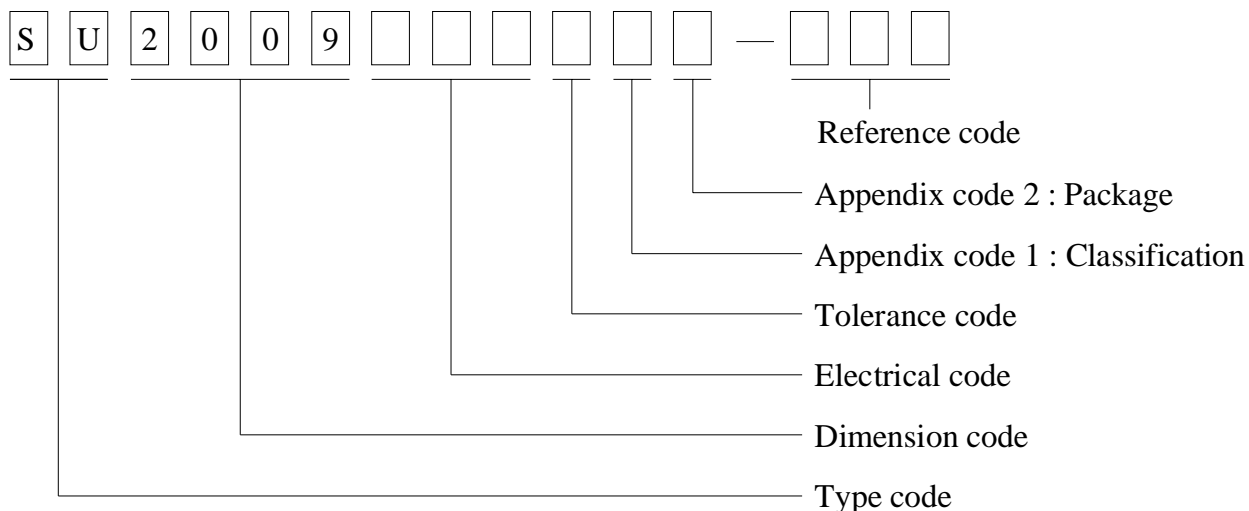 S U 2 0 0 9 —
Reference code
Appendix code 2 : Package
Appendix code 1 : Classification
Tolerance code
Electrical code
Dimension code
Type code